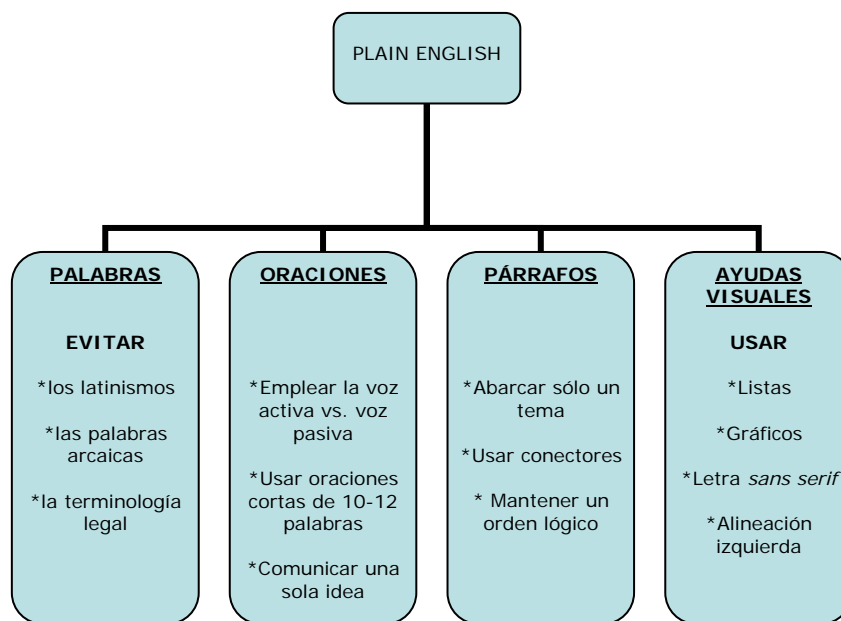 PLAIN ENGLISH
PALABRAS
EVITAR
*los latinismos
*las palabras
arcaicas
*la terminología
legal
ORACIONES
*Emplear la voz
activa vs. voz
pasiva
*Usar oraciones
cortas de 10-12
palabras
*Comunicar una
sola idea
PÁRRAFOS
*Abarcar sólo un
tema
*Usar conectores
* Mantener un
orden lógico
AYUDAS
VISUALES
USAR
*Listas
*Gráficos
*Letra sans serif
*Alineación
izquierda